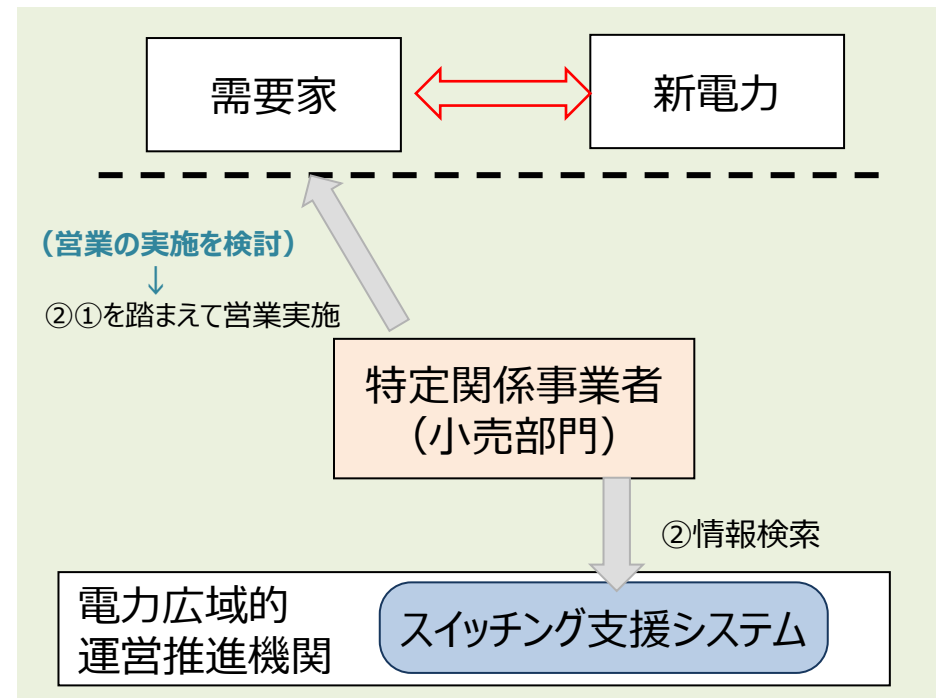 需要家
新電力
（営業の実施を検討）
↓
②①を踏まえて営業実施
特定関係事業者
（小売部門）
②情報検索
電力広域的
運営推進機関
スイッチング支援システム